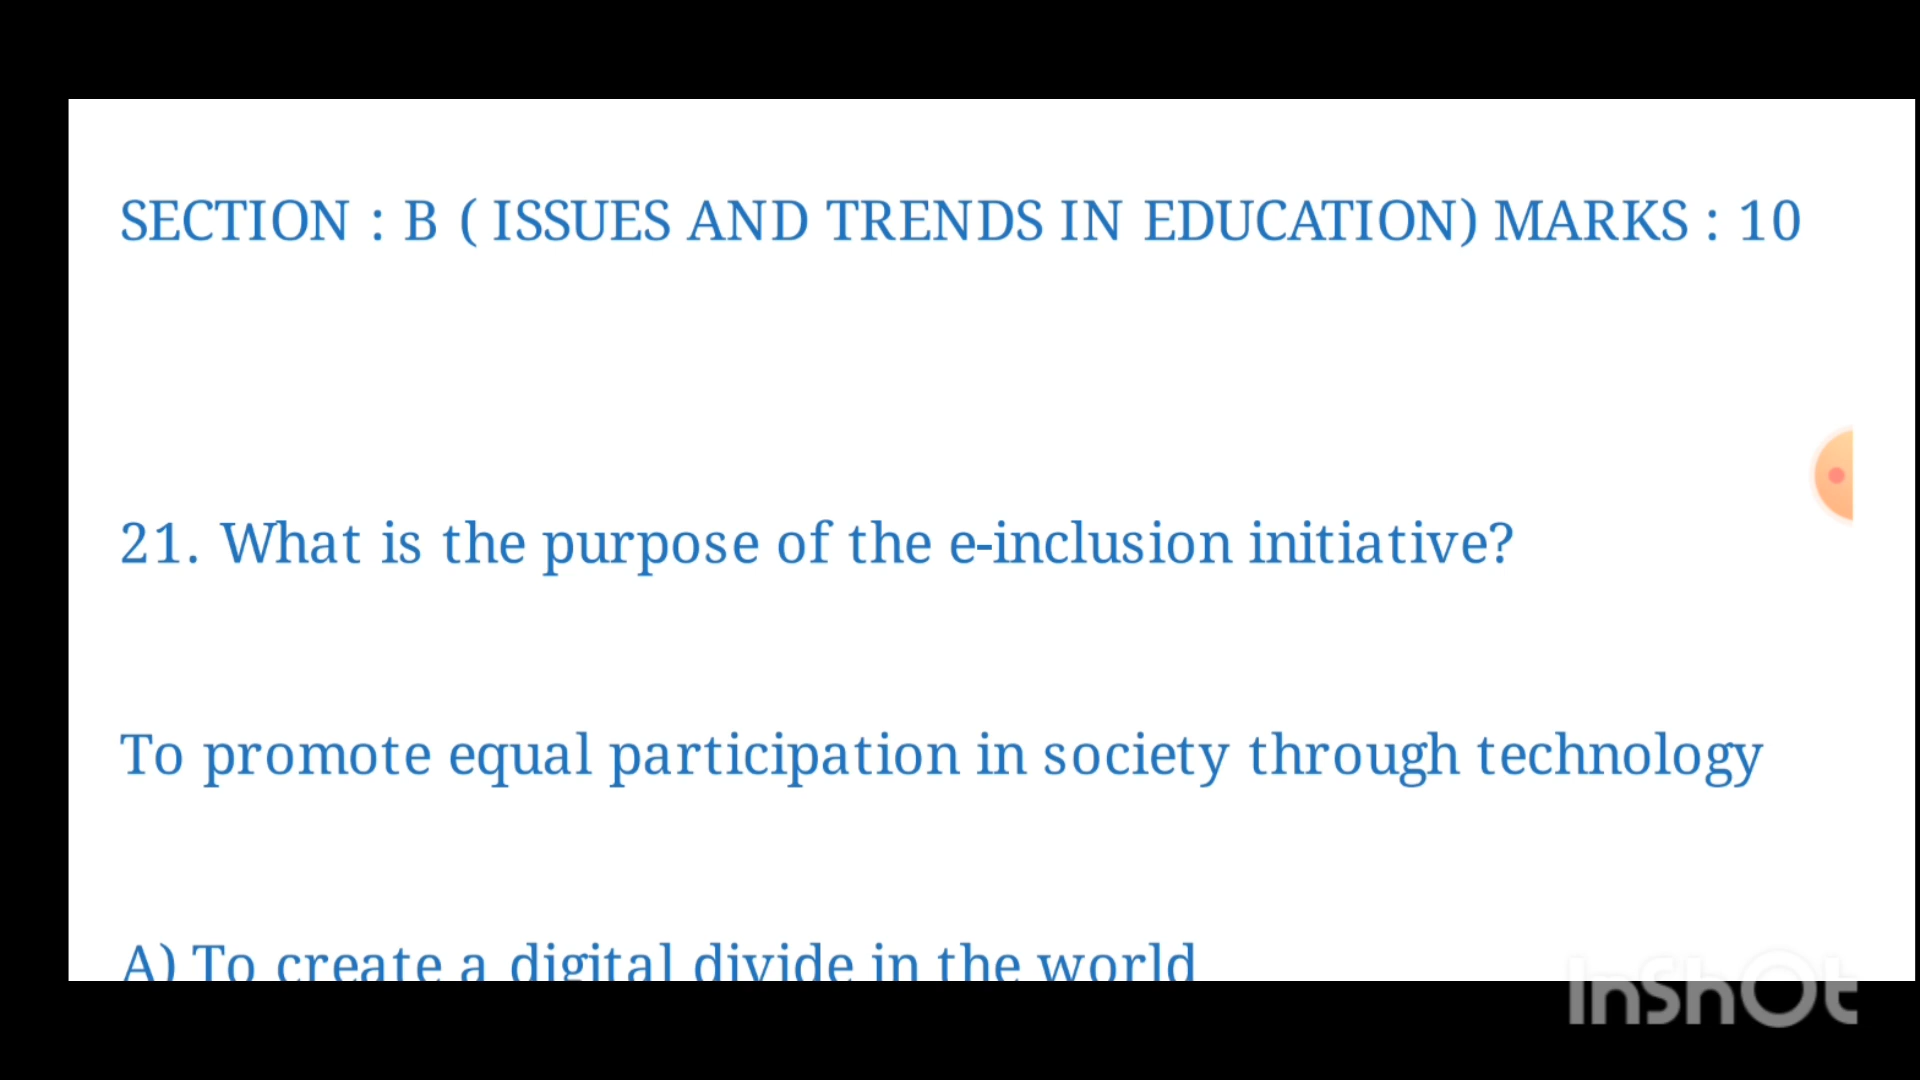 SECTION : B ( ISSUES AND TRENDS IN EDUCATION) MARKS : 10
21. What is the purpose of the e-inclusion initiative?
To promote equal participation in society through technology
A) To create a digital divide in the world
InShOt